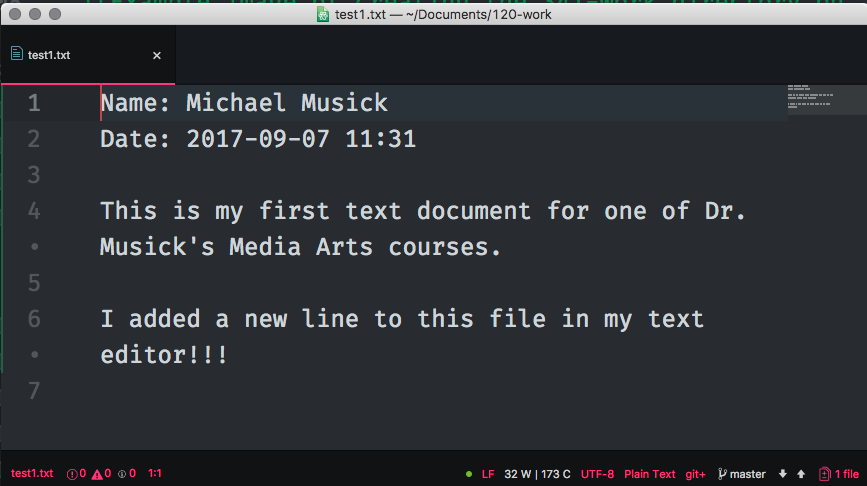 test1.txt — ~/Documents/120-work
test1.txt
1 Name: Michael Musick
2 Date: 2017-09-07 11:31
3
4 This is my first text document for one of Dr.
• Musick's Media Arts courses.
5
6 I added a new line to this file in my text
• editor!!!
7
test1.txt 0 0 0 1:1 LF 32 W | 173 C UTF-8 Plain Text git+ master 1 file